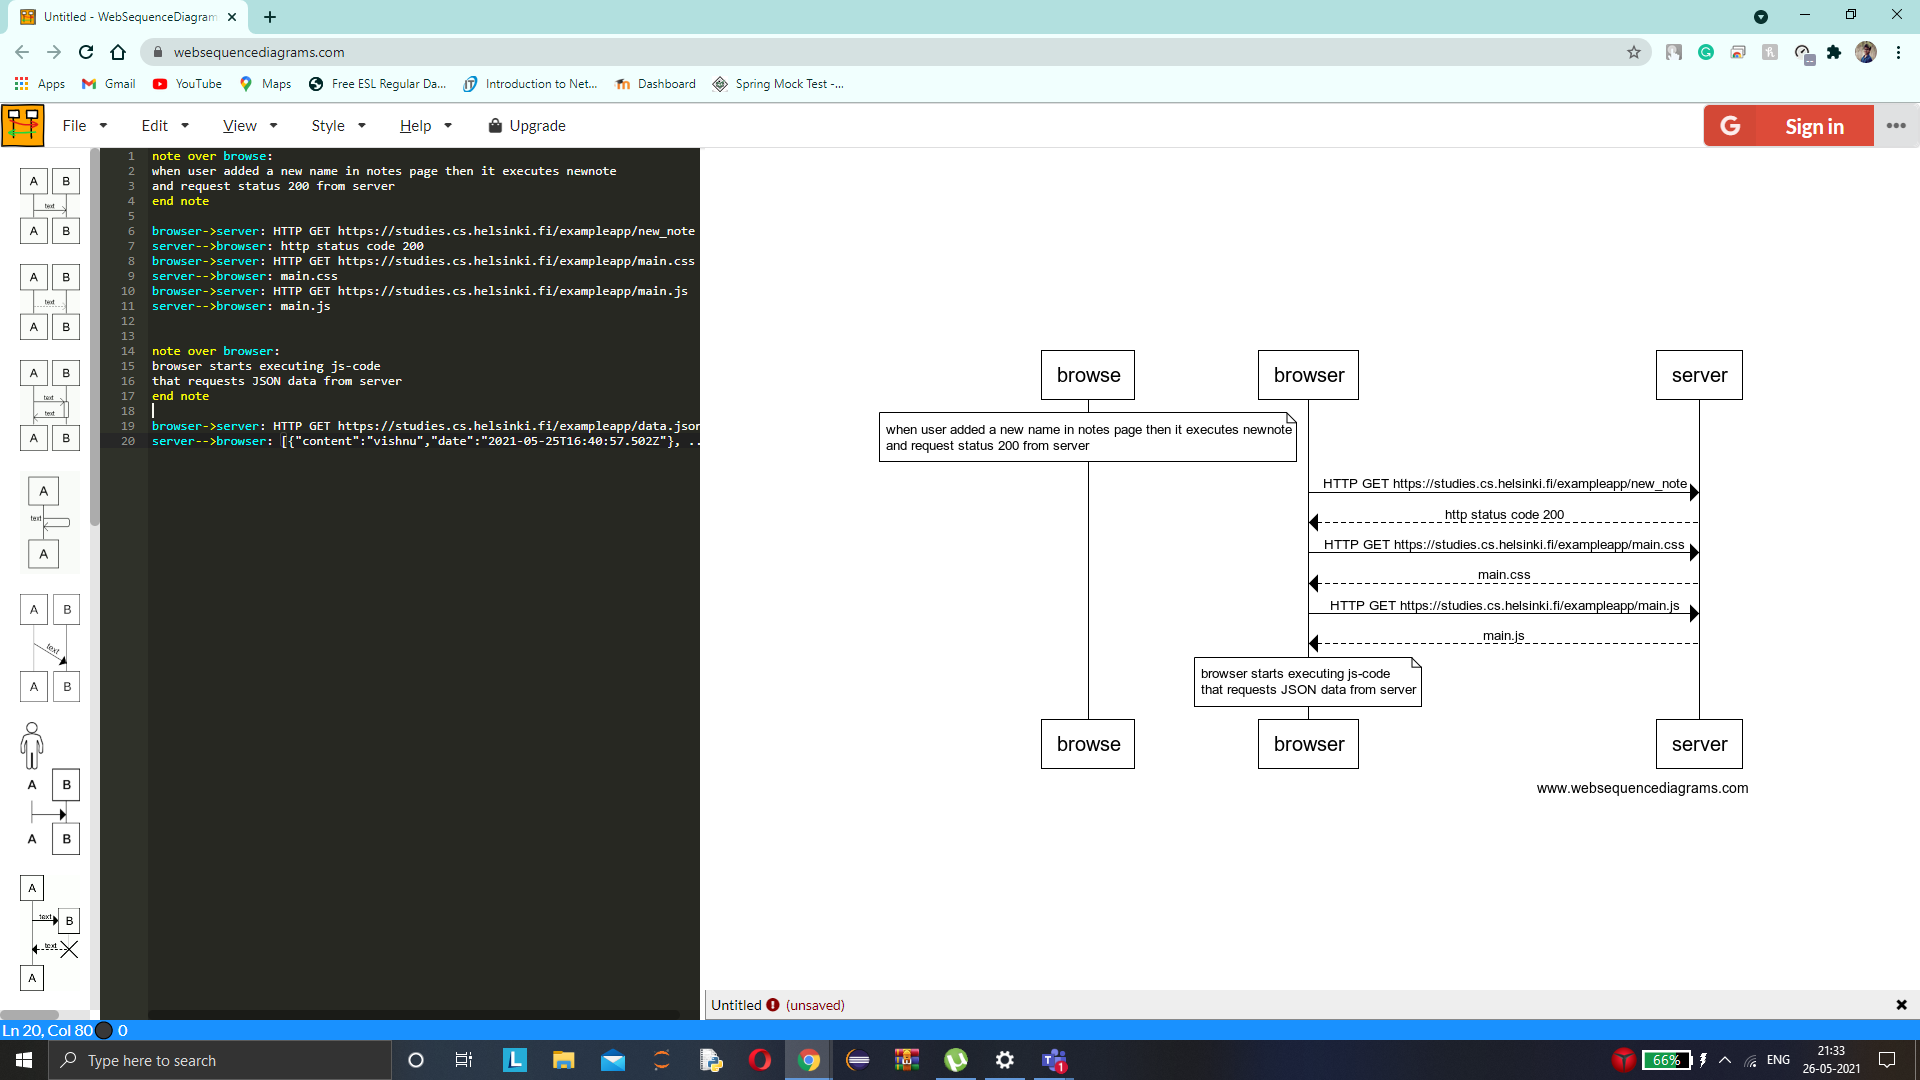 Untitled - WebSequenceDiagram
websequencediagrams.com
Apps
Gmail
YouTube
Maps
Free ESL Regular Da...
Introduction to Net...
Dashboard
Spring Mock Test -...
File
Edit
View
Style
Help
Upgrade
G
Sign in
A B
text
A B
A B
text
A B
A B
text
text
A B
A
text
A
A B
text
A B
A B
A B
A
text B
text
A
1 note over browse:
2 when user added a new name in notes page then it executes newnote
3 and request status 200 from server
4 end note
5
6 browser->server: HTTP GET https://studies.cs.helsinki.fi/exampleapp/new_note
7 server-->browser: http status code 200
8 browser->server: HTTP GET https://studies.cs.helsinki.fi/exampleapp/main.css
9 server-->browser: main.css
10 browser->server: HTTP GET https://studies.cs.helsinki.fi/exampleapp/main.js
11 server-->browser: main.js
12
13
14 note over browser:
15 browser starts executing js-code
16 that requests JSON data from server
17 end note
18
19 browser->server: HTTP GET https://studies.cs.helsinki.fi/exampleapp/data.json
20 server-->browser: [{"content":"vishnu","date":"2021-05-25T16:40:57.502Z"}, ..
browse
browser
server
when user added a new name in notes page then it executes newnote
and request status 200 from server
HTTP GET https://studies.cs.helsinki.fi/exampleapp/new_note
http status code 200
HTTP GET https://studies.cs.helsinki.fi/exampleapp/main.css
main.css
HTTP GET https://studies.cs.helsinki.fi/exampleapp/main.js
main.js
browser starts executing js-code
that requests JSON data from server
browse
browser
server
www.websequencediagrams.com
Untitled (unsaved)
Ln 20, Col 80 0
Type here to search
L
1
66%
ENG
21:33
26-05-2021